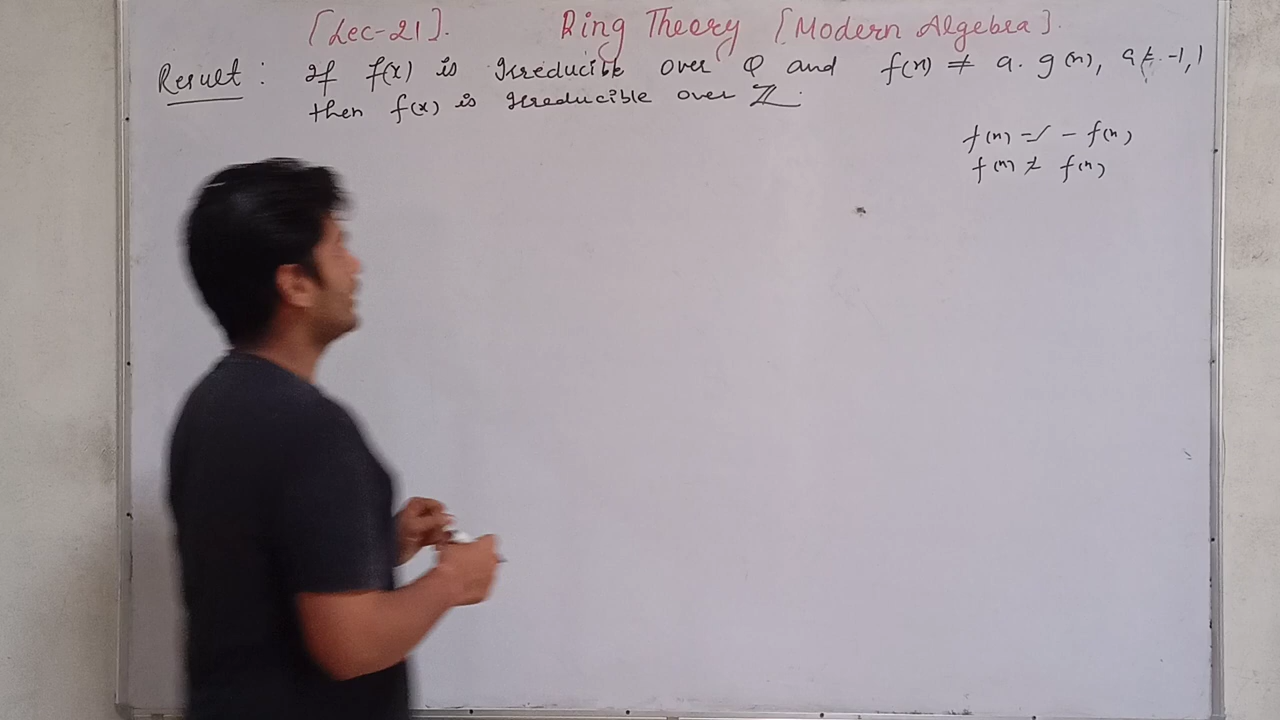 [Lec-21]. Ring Theory [Modern Algebra].
Result : If f(x) is Irreducible over Q and f(x) ≠ a. g(x), a ≠ -1, 1
then f(x) is Irreducible over ℤ.
f(x) = - f(x)
f(x) ≠ f(x)